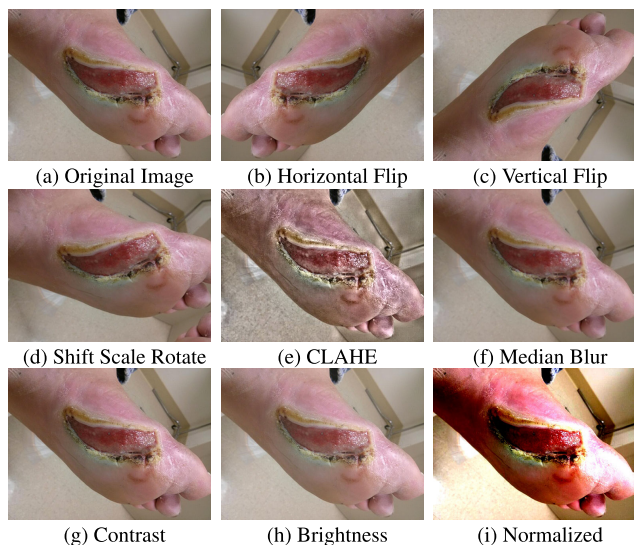 (a) Original Image
(b) Horizontal Flip
(c) Vertical Flip
(d) Shift Scale Rotate
(e) CLAHE
(f) Median Blur
(g) Contrast
(h) Brightness
(i) Normalized